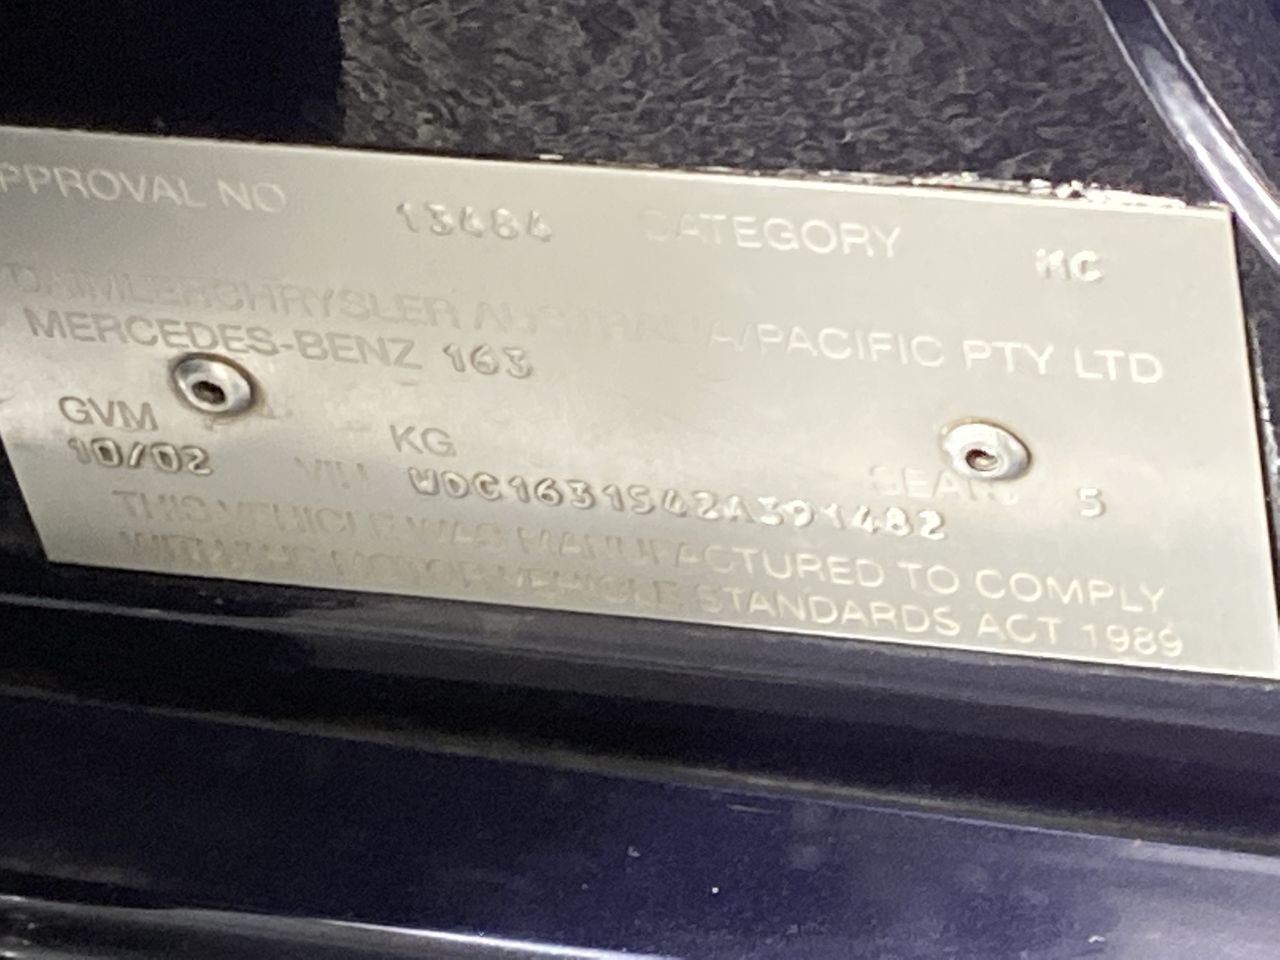 PPROVAL NO 13484 CATEGORY MC
DAIMLERCHRYSLER AUSTRALIA/PACIFIC PTY LTD
MERCEDES-BENZ 163
GVM KG SEATS 5
10/02 VIN WDC1631542A391482
THIS VEHICLE WAS MANUFACTURED TO COMPLY
WITH THE MOTOR VEHICLE STANDARDS ACT 1989